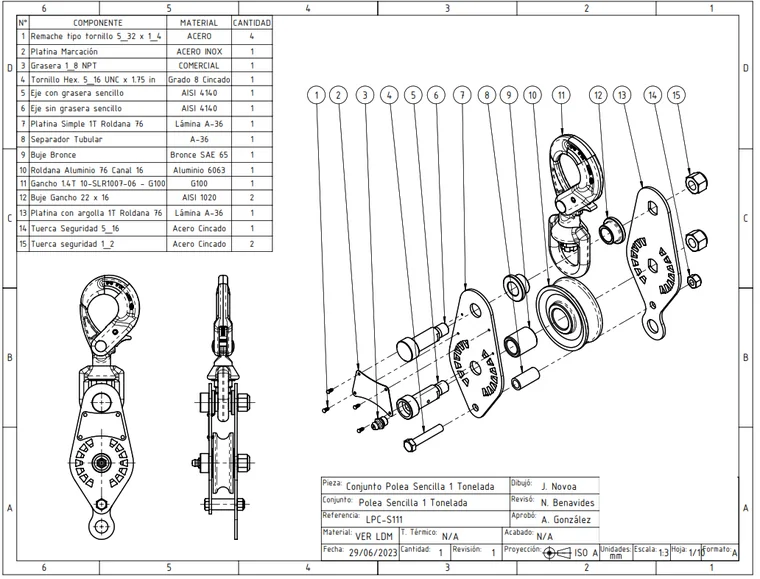 6 5 4 3 2 1
N° COMPONENTE MATERIAL CANTIDAD
1 Remache tipo tornillo 5_32 x 1_4 ACERO 4
2 Platina Marcación ACERO INOX 1
3 Grasera 1_8 NPT COMERCIAL 1
4 Tornillo Hex. 5_16 UNC x 1.75 in Grado 8 Cincado 1
5 Eje con grasera sencillo AISI 4140 1
6 Eje sin grasera sencillo AISI 4140 1
7 Platina Simple 1T Roldana 76 Lámina A-36 1
8 Separador Tubular A-36 1
9 Buje Bronce Bronce SAE 65 1
10 Roldana Aluminio 76 Canal 16 Aluminio 6063 1
11 Gancho 1.4T 10-SLR1007-06 - G100 G100 1
12 Buje Gancho 22 x 16 AISI 1020 2
13 Platina con argolla 1T Roldana 76 Lámina A-36 1
14 Tuerca Seguridad 5_16 Acero Cincado 1
15 Tuerca seguridad 1_2 Acero Cincado 2
1 2 3 4 5 6 7 8 9 10 11 12 13 14 15
D D
C C
B B
A A
Pieza: Conjunto Polea Sencilla 1 Tonelada Dibujó: J. Novoa
Conjunto: Polea Sencilla 1 Tonelada Revisó: N. Benavides
Referencia: LPC-S111 Aprobó: A. González
Material: VER LDM T. Térmico: N/A Acabado: N/A
Fecha: 29/06/2023 Cantidad: 1 Revisión: 1 Proyección: ISO A Unidades: mm Escala: 1:3 Hoja: 1/10 Formato: A
6 5 4 3 2 1